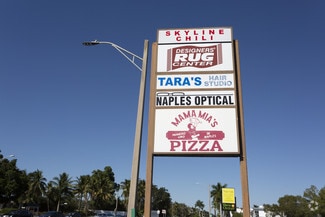 SKYLINE
CHILI
DESIGNERS'
RUG
CENTER
TARA'S HAIR
STUDIO
NAPLES OPTICAL
MAMA MIA'S
PIZZA